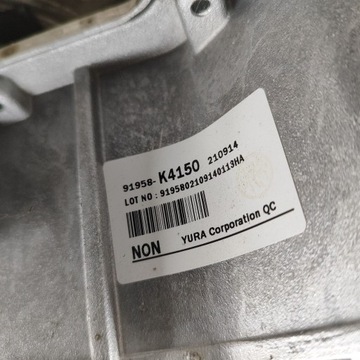 91958- K4150 210914
LOT NO : 9195802109140113HA
NON YURA Corporation QC